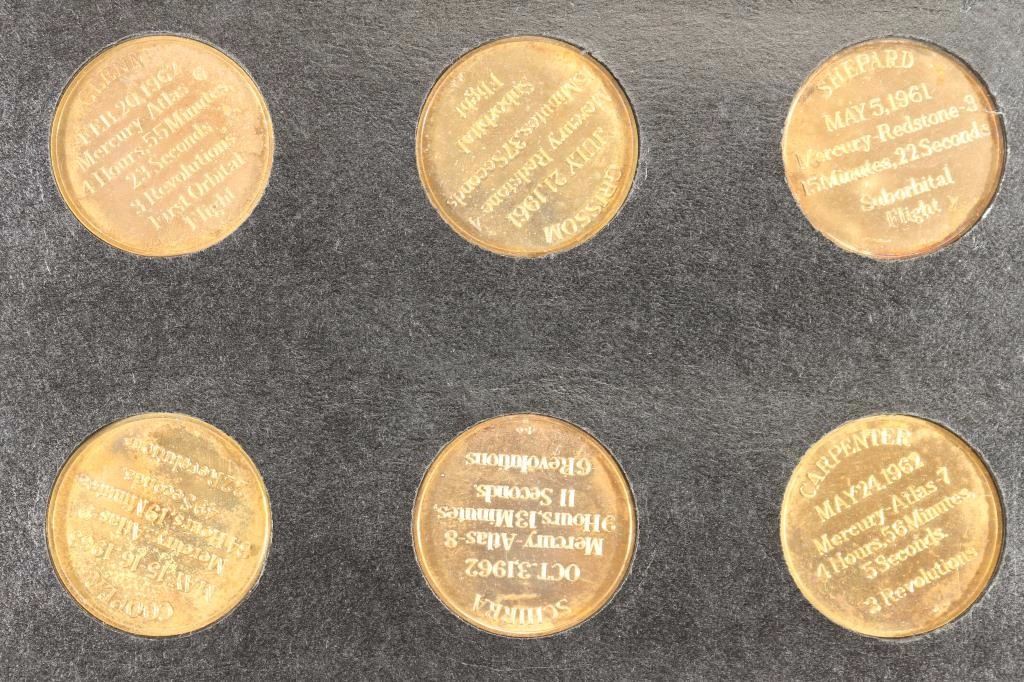 GLENN
FEB. 20, 1962
Mercury-Atlas 6
4 Hours, 55 Minutes,
23 Seconds
3 Revolutions
First Orbital
Flight
GRISSOM
JULY 21, 1961
Mercury Redstone 4
Minutes, 37 Seconds
Suborbital
Flight
SHEPARD
MAY 5, 1961
Mercury-Redstone-3
15 Minutes, 22 Seconds
Suborbital
Flight
MAY 15-16, 1963
Mercury-Atlas-9
34 Hours, 19 Minutes
Seconds.
22 Revolutions
SCHIRRA
OCT. 3, 1962
Mercury-Atlas-8
9 Hours, 13 Minutes,
11 Seconds.
6 Revolutions
CARPENTER
MAY 24, 1962
Mercury-Atlas-7
4 Hours, 56 Minutes,
5 Seconds.
3 Revolutions